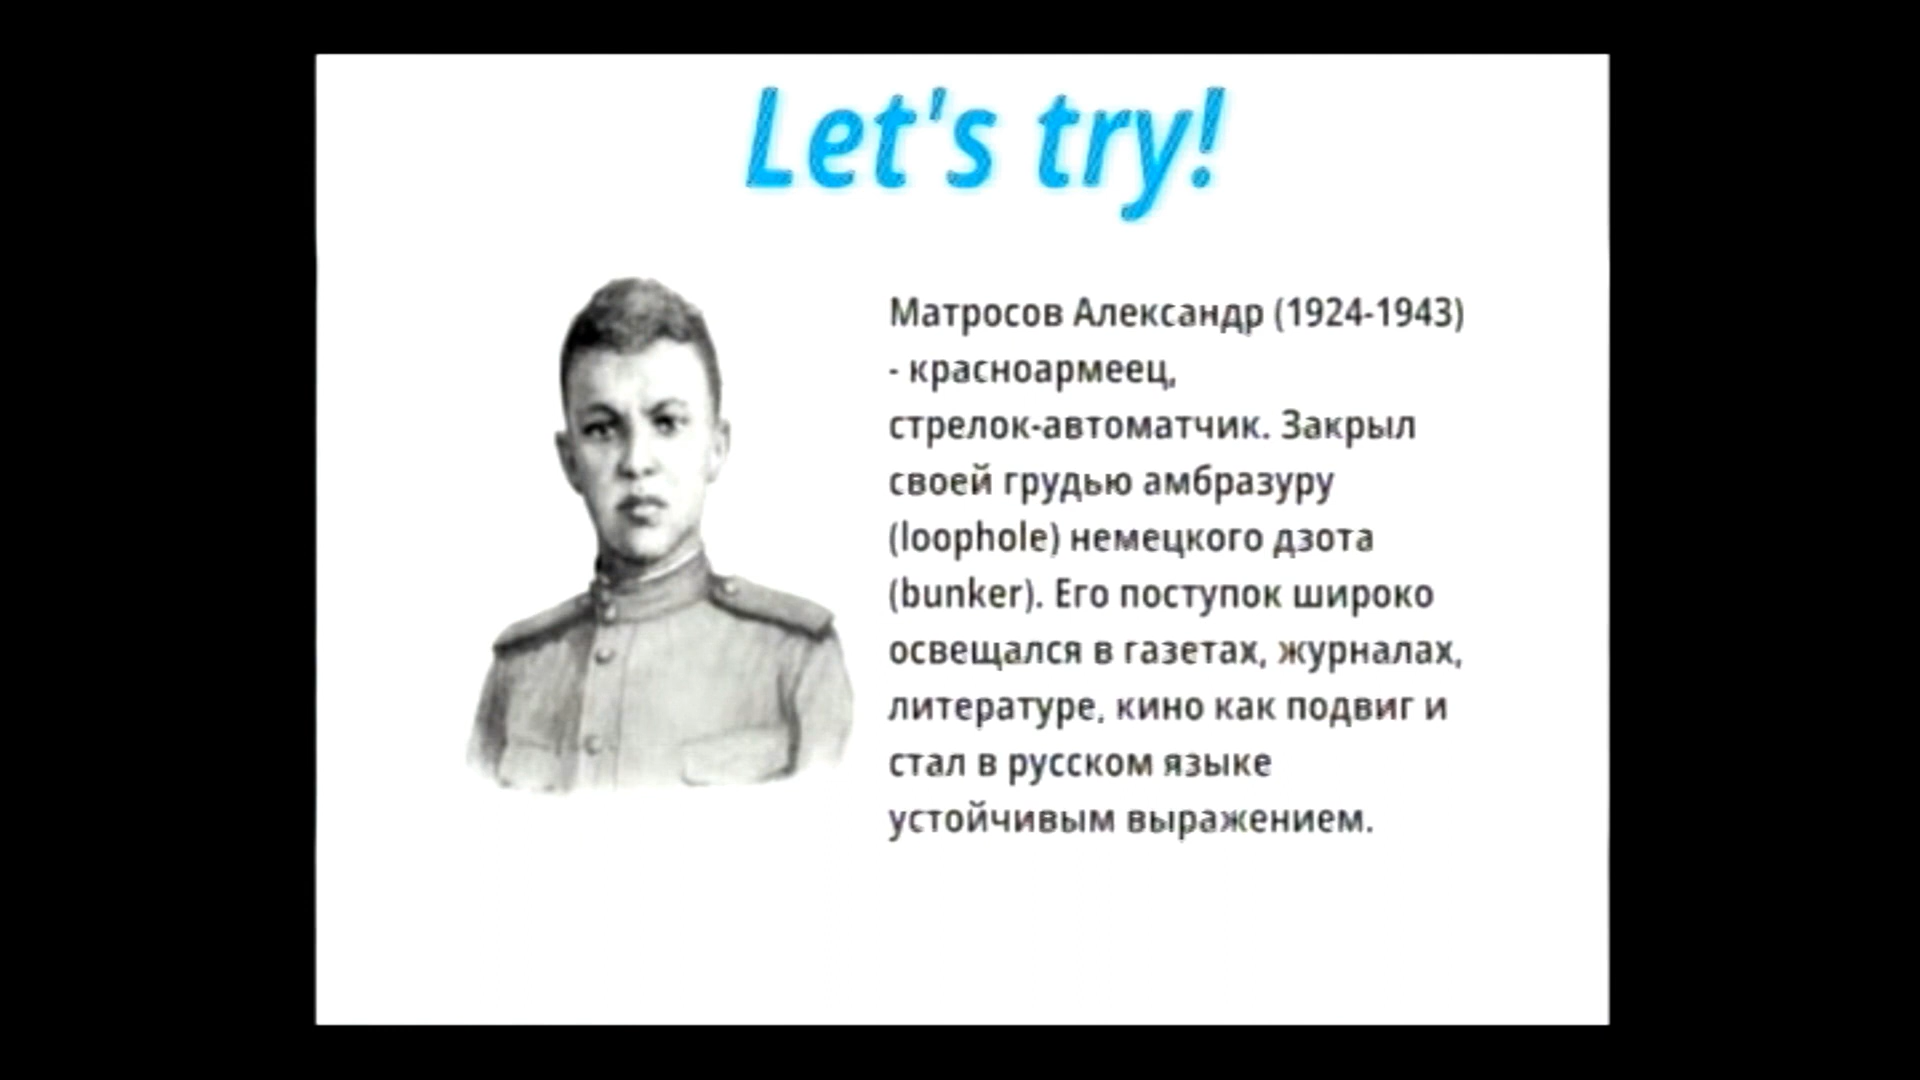 Let's try!
Матросов Александр (1924-1943)
- красноармеец,
стрелок-автоматчик. Закрыл
своей грудью амбразуру
(loophole) немецкого дзота
(bunker). Его поступок широко
освещался в газетах, журналах,
литературе, кино как подвиг и
стал в русском языке
устойчивым выражением.